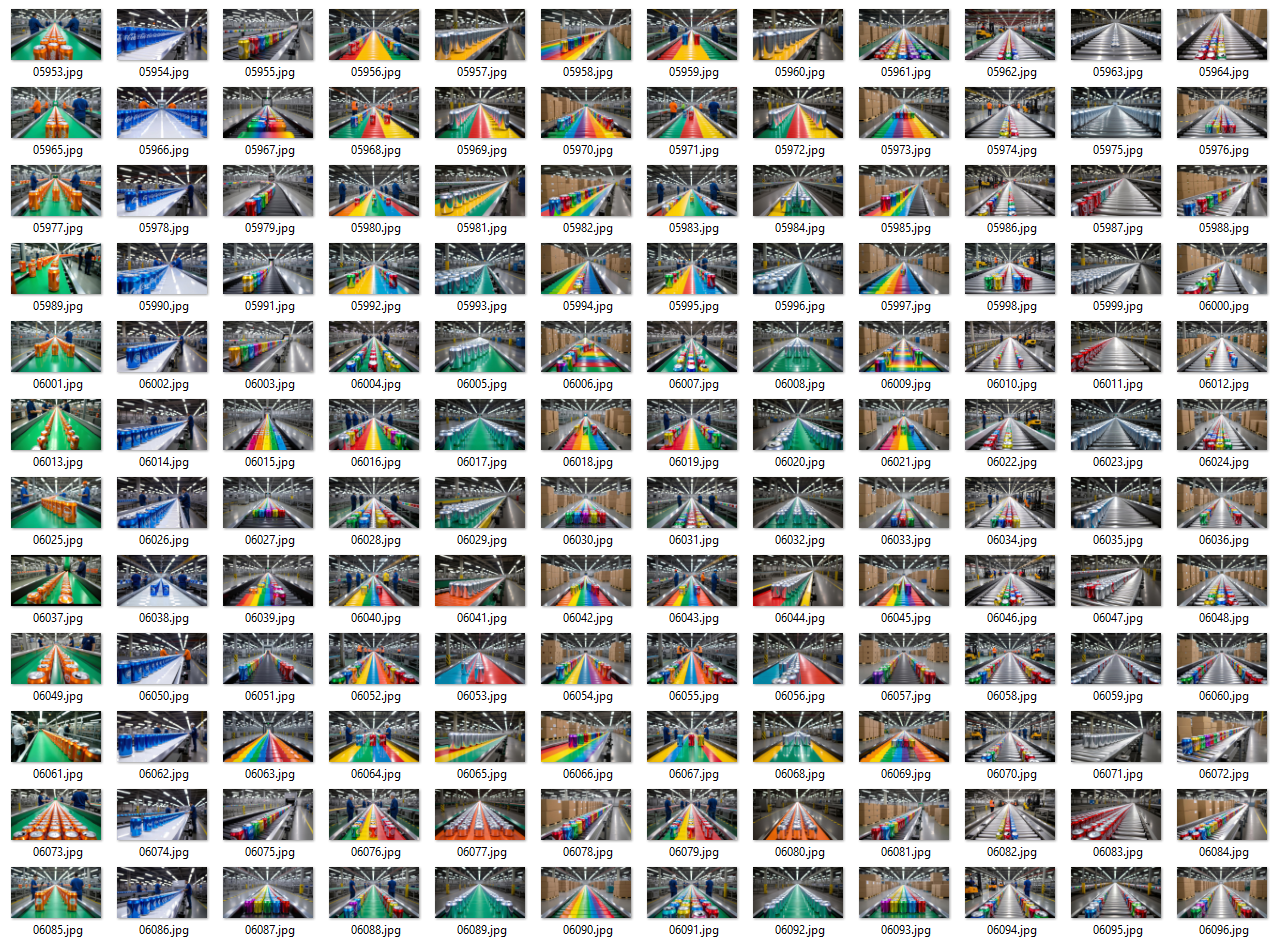 05953.jpg 05954.jpg 05955.jpg 05956.jpg 05957.jpg 05958.jpg 05959.jpg 05960.jpg 05961.jpg 05962.jpg 05963.jpg 05964.jpg
05965.jpg 05966.jpg 05967.jpg 05968.jpg 05969.jpg 05970.jpg 05971.jpg 05972.jpg 05973.jpg 05974.jpg 05975.jpg 05976.jpg
05977.jpg 05978.jpg 05979.jpg 05980.jpg 05981.jpg 05982.jpg 05983.jpg 05984.jpg 05985.jpg 05986.jpg 05987.jpg 05988.jpg
05989.jpg 05990.jpg 05991.jpg 05992.jpg 05993.jpg 05994.jpg 05995.jpg 05996.jpg 05997.jpg 05998.jpg 05999.jpg 06000.jpg
06001.jpg 06002.jpg 06003.jpg 06004.jpg 06005.jpg 06006.jpg 06007.jpg 06008.jpg 06009.jpg 06010.jpg 06011.jpg 06012.jpg
06013.jpg 06014.jpg 06015.jpg 06016.jpg 06017.jpg 06018.jpg 06019.jpg 06020.jpg 06021.jpg 06022.jpg 06023.jpg 06024.jpg
06025.jpg 06026.jpg 06027.jpg 06028.jpg 06029.jpg 06030.jpg 06031.jpg 06032.jpg 06033.jpg 06034.jpg 06035.jpg 06036.jpg
06037.jpg 06038.jpg 06039.jpg 06040.jpg 06041.jpg 06042.jpg 06043.jpg 06044.jpg 06045.jpg 06046.jpg 06047.jpg 06048.jpg
06049.jpg 06050.jpg 06051.jpg 06052.jpg 06053.jpg 06054.jpg 06055.jpg 06056.jpg 06057.jpg 06058.jpg 06059.jpg 06060.jpg
06061.jpg 06062.jpg 06063.jpg 06064.jpg 06065.jpg 06066.jpg 06067.jpg 06068.jpg 06069.jpg 06070.jpg 06071.jpg 06072.jpg
06073.jpg 06074.jpg 06075.jpg 06076.jpg 06077.jpg 06078.jpg 06079.jpg 06080.jpg 06081.jpg 06082.jpg 06083.jpg 06084.jpg
06085.jpg 06086.jpg 06087.jpg 06088.jpg 06089.jpg 06090.jpg 06091.jpg 06092.jpg 06093.jpg 06094.jpg 06095.jpg 06096.jpg